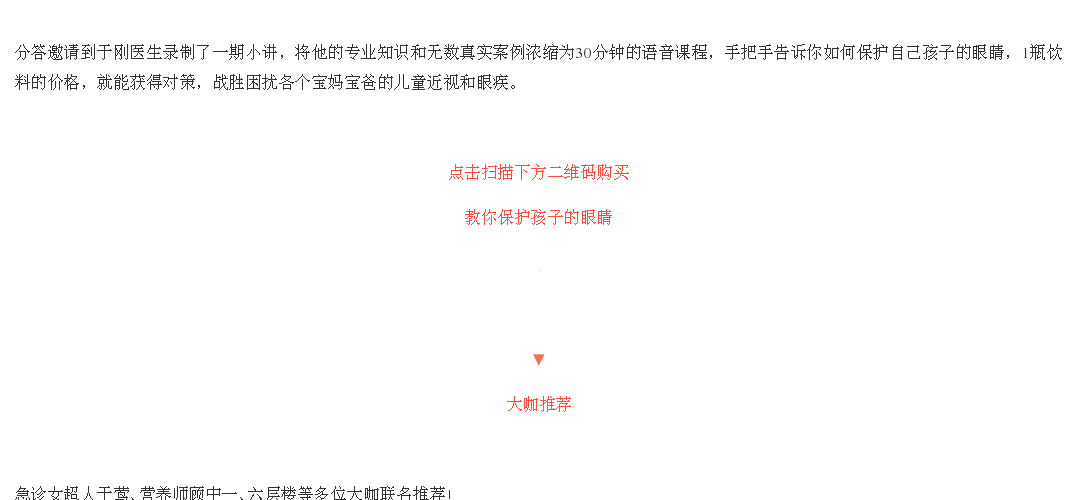 分答邀请到于刚医生录制了一期小讲，将他的专业知识和无数真实案例浓缩为30分钟的语音课程，手把手告诉你如何保护自己孩子的眼睛，1瓶饮
料的价格，就能获得对策，战胜困扰各个宝妈宝爸的儿童近视和眼疾。
点击扫描下方二维码购买
教你保护孩子的眼睛
▼
大咖推荐
急诊女超人于莺、营养师顾中一、六层楼等多位大咖联名推荐！